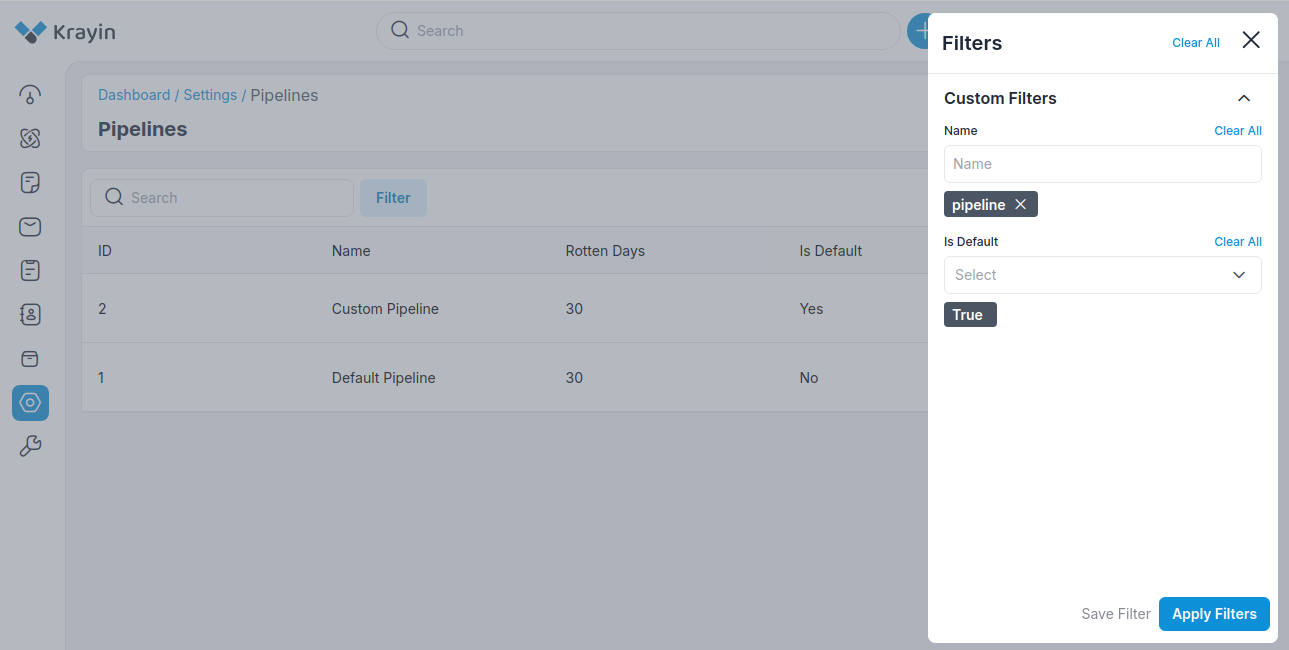 Krayin
Search
Dashboard / Settings / Pipelines
Pipelines
Search
Filter
ID Name Rotten Days Is Default
2 Custom Pipeline 30 Yes
1 Default Pipeline 30 No
Filters
Clear All
Custom Filters
Name Clear All
Name
pipeline
Is Default Clear All
Select
True
Save Filter Apply Filters